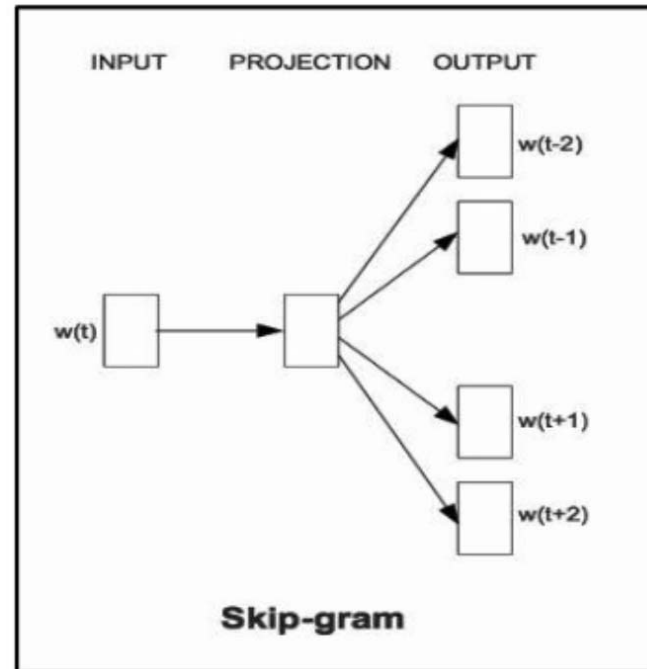 INPUT PROJECTION OUTPUT
w(t-2)
w(t-1)
w(t)
w(t+1)
w(t+2)
Skip-gram